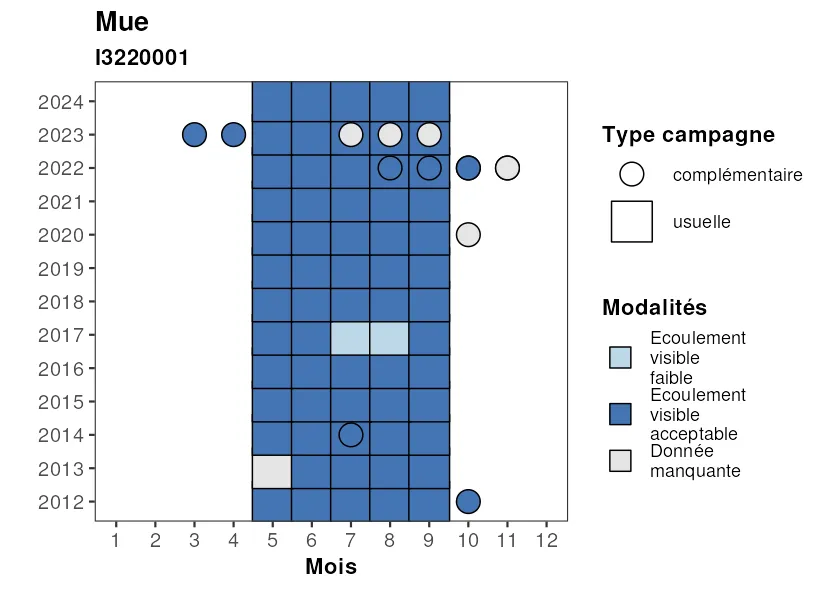 Mue
I3220001
2024
2023
2022
2021
2020
2019
2018
2017
2016
2015
2014
2013
2012
1 2 3 4 5 6 7 8 9 10 11 12
Mois
Type campagne
complémentaire
usuelle
Modalités
Ecoulement
visible
faible
Ecoulement
visible
acceptable
Donnée
manquante